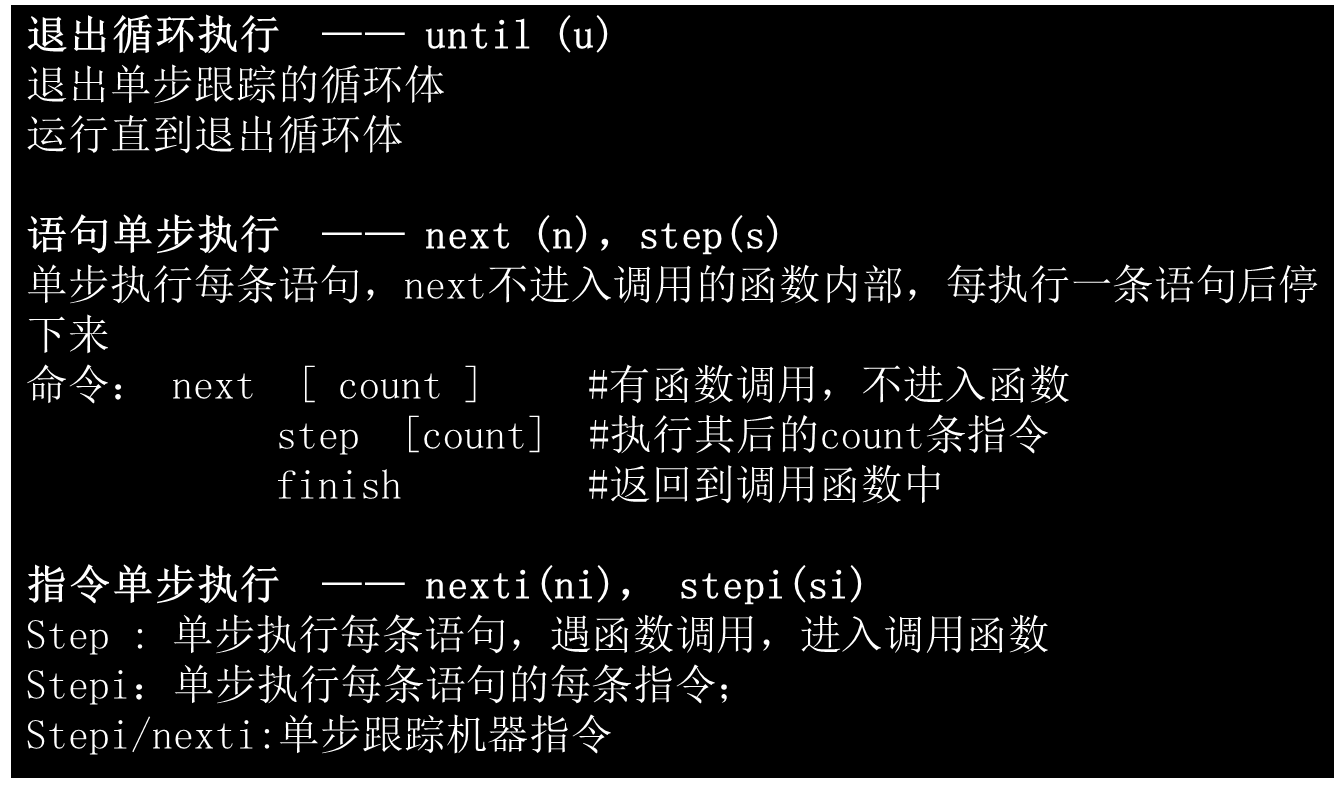 退出循环执行  —— until (u)
退出单步跟踪的循环体
运行直到退出循环体
语句单步执行  —— next (n), step(s)
单步执行每条语句，next不进入调用的函数内部，每执行一条语句后停
下来
命令： next  [ count ]     #有函数调用，不进入函数
step  [count]  #执行其后的count条指令
finish         #返回到调用函数中
指令单步执行  —— nexti(ni),  stepi(si)
Step : 单步执行每条语句，遇函数调用，进入调用函数
Stepi：单步执行每条语句的每条指令;
Stepi/nexti:单步跟踪机器指令